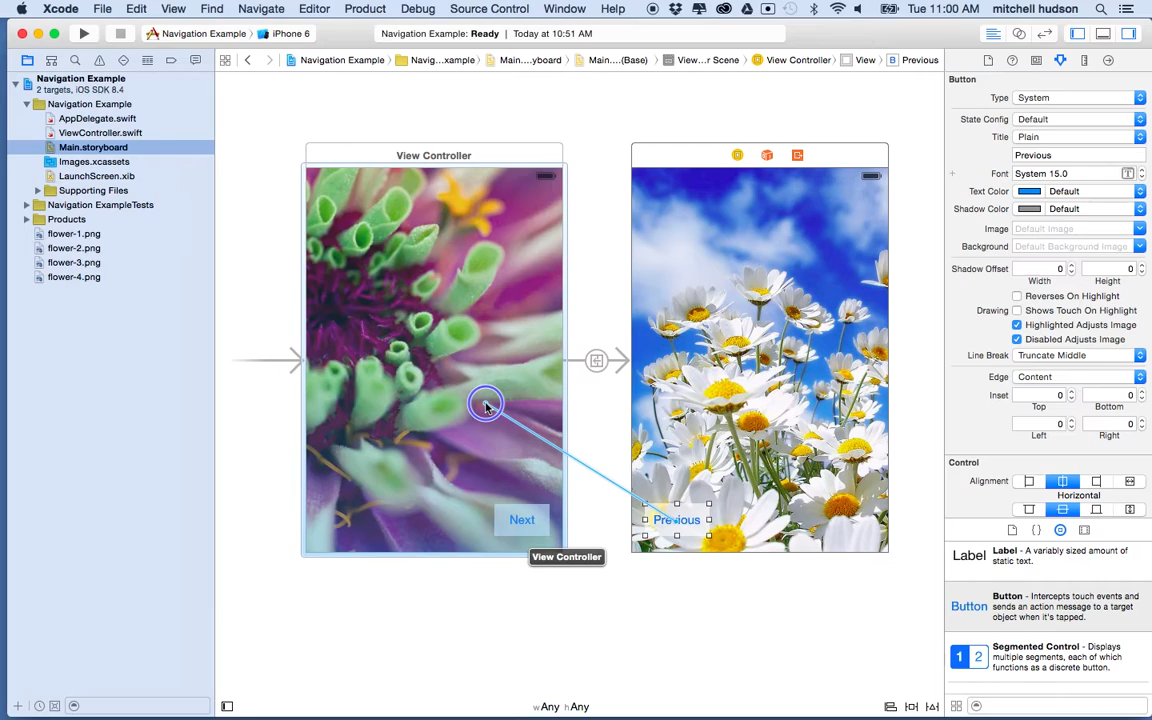 Xcode File Edit View Find Navigate Editor Product Debug Source Control Window Help Tue 11:00 AM mitchell hudson
Navigation Example iPhone 6 Navigation Example: Ready | Today at 10:51 AM
Navigation Example Navig...xample Main....yboard Main....(Base) View...r Scene View Controller View B Previous
Navigation Example
2 targets, iOS SDK 8.4
Navigation Example
AppDelegate.swift
ViewController.swift
Main.storyboard
Images.xcassets
LaunchScreen.xib
Supporting Files
Navigation ExampleTests
Products
flower-1.png
flower-2.png
flower-3.png
flower-4.png
View Controller
Next
Previous
View Controller
wAny hAny
Button
Type System
State Config Default
Title Plain
Previous
Font System 15.0 T
Text Color Default
Shadow Color Default
Image Default Image
Background Default Background Image
Shadow Offset 0 0
Width Height
Reverses On Highlight
Drawing Shows Touch On Highlight
Highlighted Adjusts Image
Disabled Adjusts Image
Line Break Truncate Middle
Edge Content
Inset 0 0
Top Bottom
0 0
Left Right
Control
Alignment
Horizontal
Label Label - A variably sized amount of
static text.
Button Button - Intercepts touch events and
sends an action message to a target
object when it's tapped.
1 2 Segmented Control - Displays
multiple segments, each of which
functions as a discrete button.